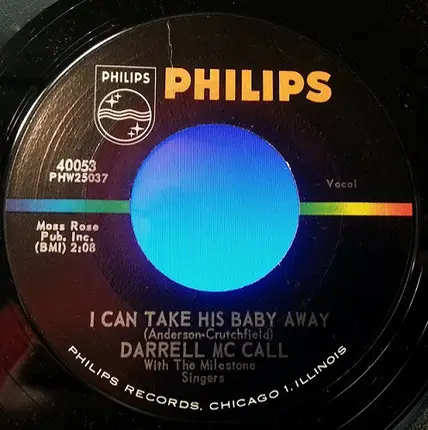 PHILIPS
PHILIPS
40053
PHW25037
Vocal
Moss Rose
Pub. Inc.
(BMI) 2:08
I CAN TAKE HIS BABY AWAY
(Anderson-Crutchfield)
DARRELL MC CALL
With The Milestone
Singers
PHILIPS RECORDS, CHICAGO 1, ILLINOIS